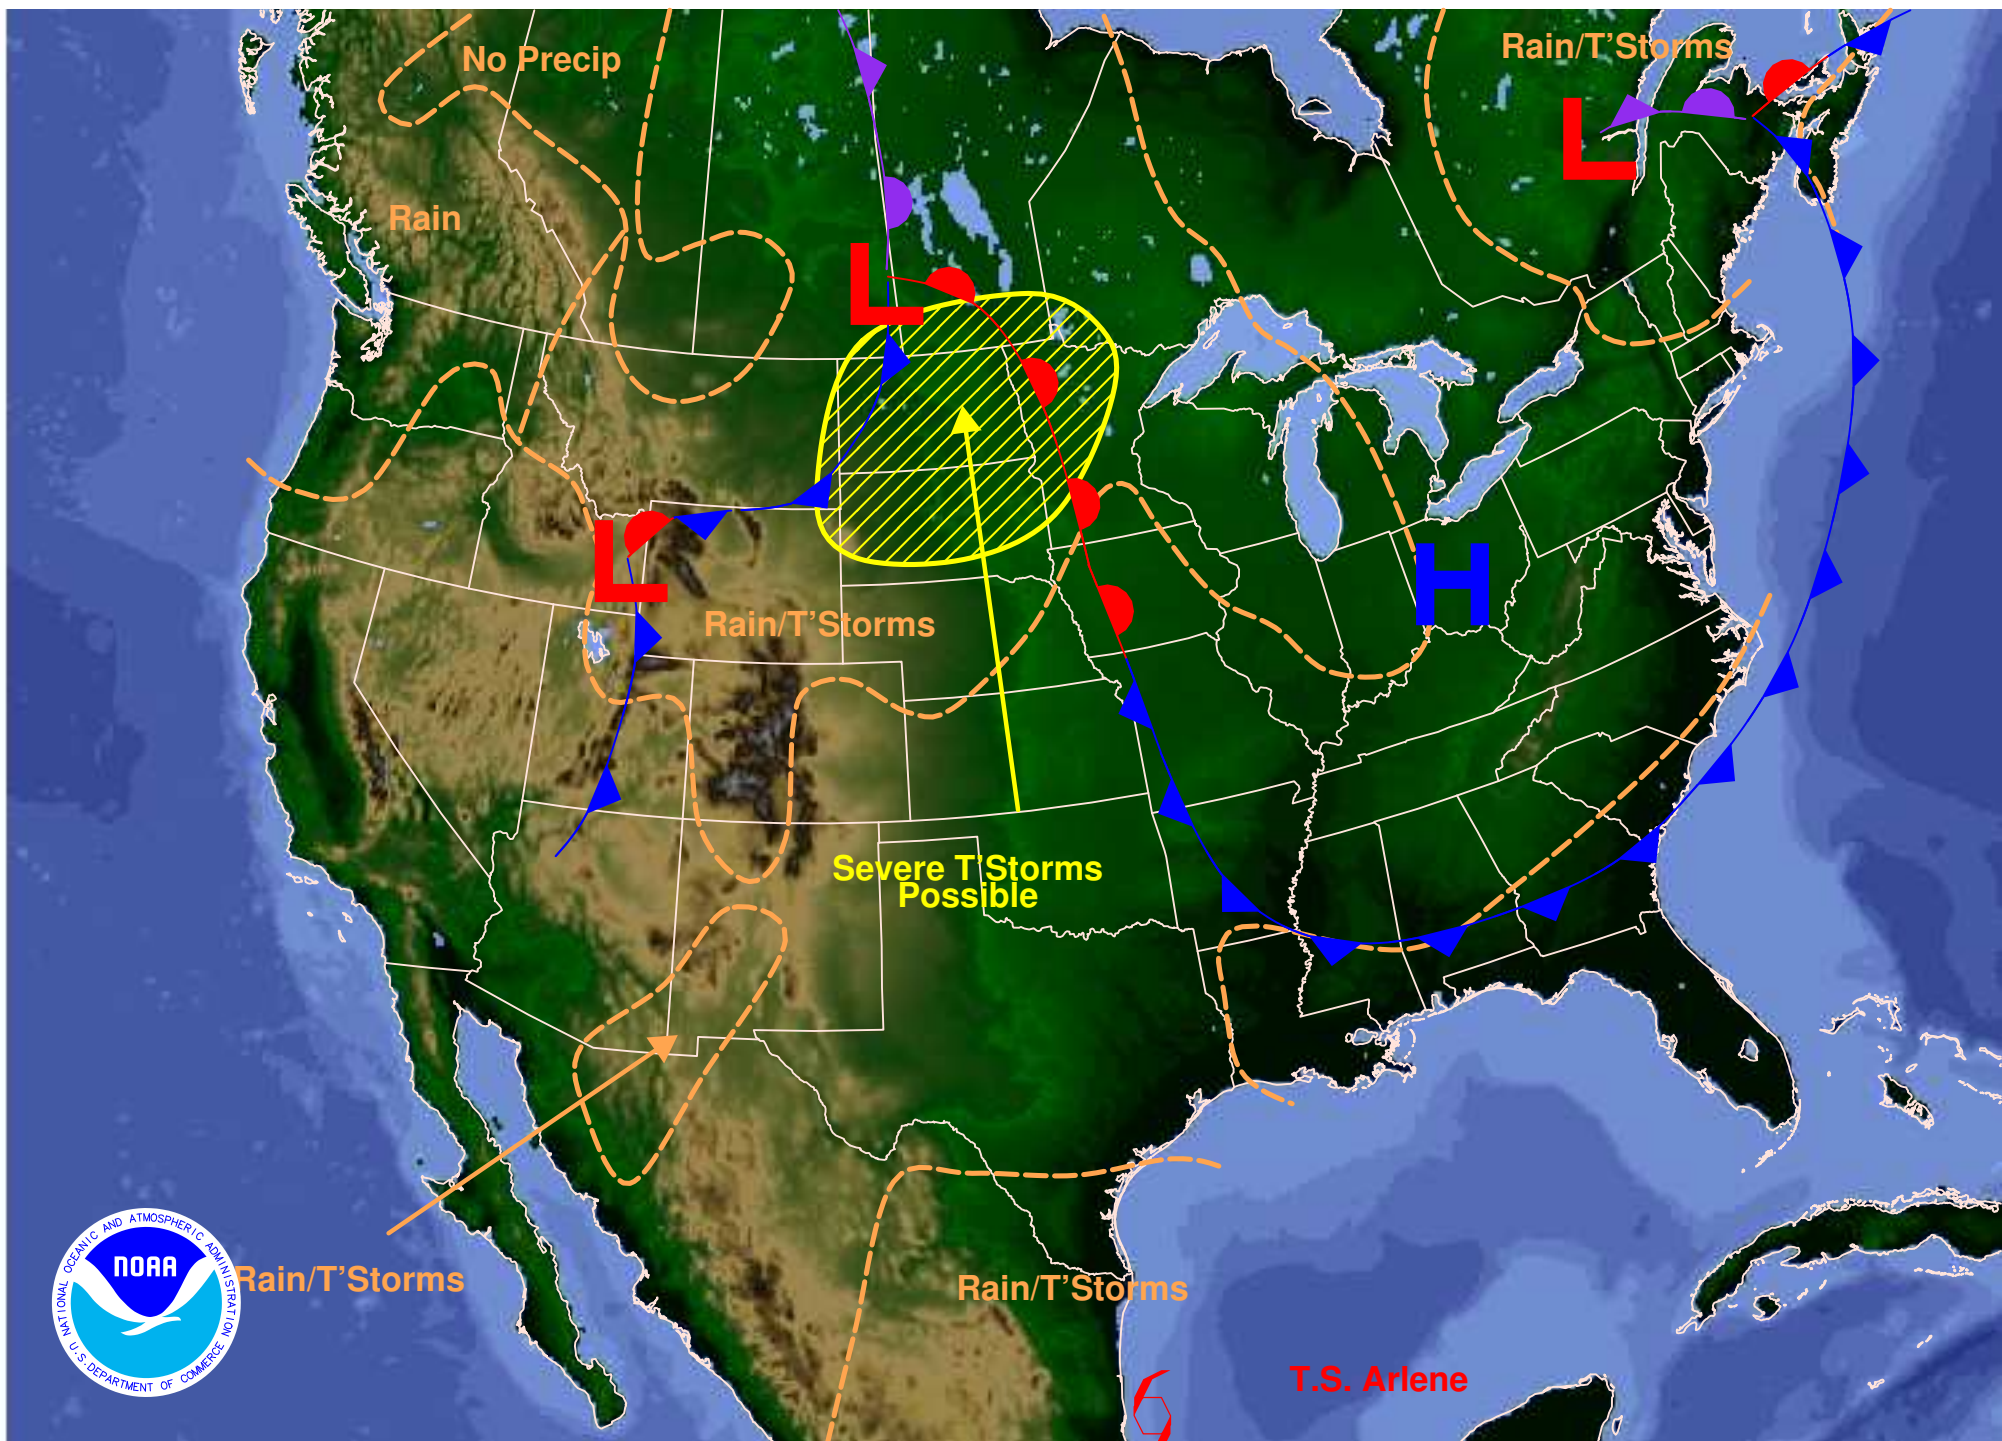 No Precip
Rain/T'Storms
L
Rain
L
L
H
Rain/T'Storms
Severe T'Storms
Possible
Rain/T'Storms
Rain/T'Storms
T.S. Arlene
NATIONAL OCEANIC AND ATMOSPHERIC ADMINISTRATION
NOAA
U.S. DEPARTMENT OF COMMERCE